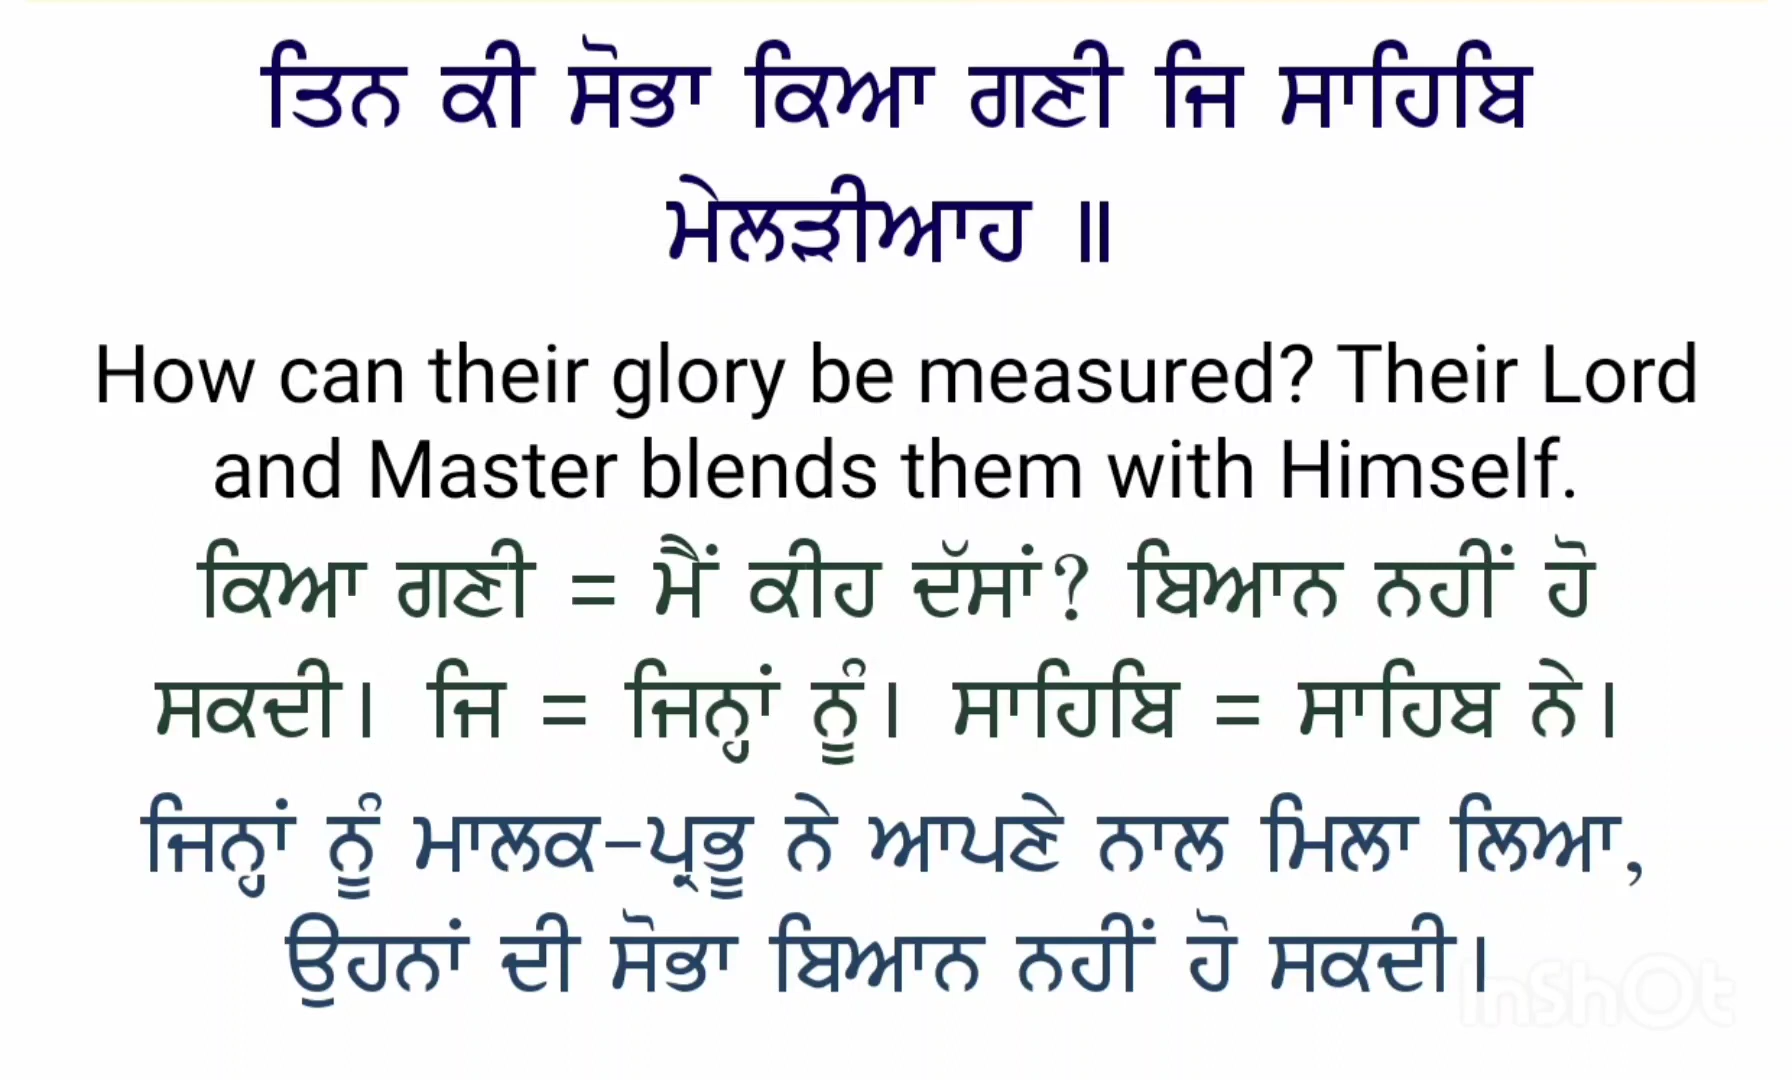 ਤਿਨ ਕੀ ਸੋਭਾ ਕਿਆ ਗਣੀ ਜਿ ਸਾਹਿਬਿ
ਮੇਲੜੀਆਹ ॥
How can their glory be measured? Their Lord
and Master blends them with Himself.
ਕਿਆ ਗਣੀ = ਮੈਂ ਕੀਹ ਦੱਸਾਂ? ਬਿਆਨ ਨਹੀਂ ਹੋ
ਸਕਦੀ। ਜਿ = ਜਿਨ੍ਹਾਂ ਨੂੰ। ਸਾਹਿਬਿ = ਸਾਹਿਬ ਨੇ।
ਜਿਨ੍ਹਾਂ ਨੂੰ ਮਾਲਕ-ਪ੍ਰਭੂ ਨੇ ਆਪਣੇ ਨਾਲ ਮਿਲਾ ਲਿਆ,
ਉਹਨਾਂ ਦੀ ਸੋਭਾ ਬਿਆਨ ਨਹੀਂ ਹੋ ਸਕਦੀ।
InShOt